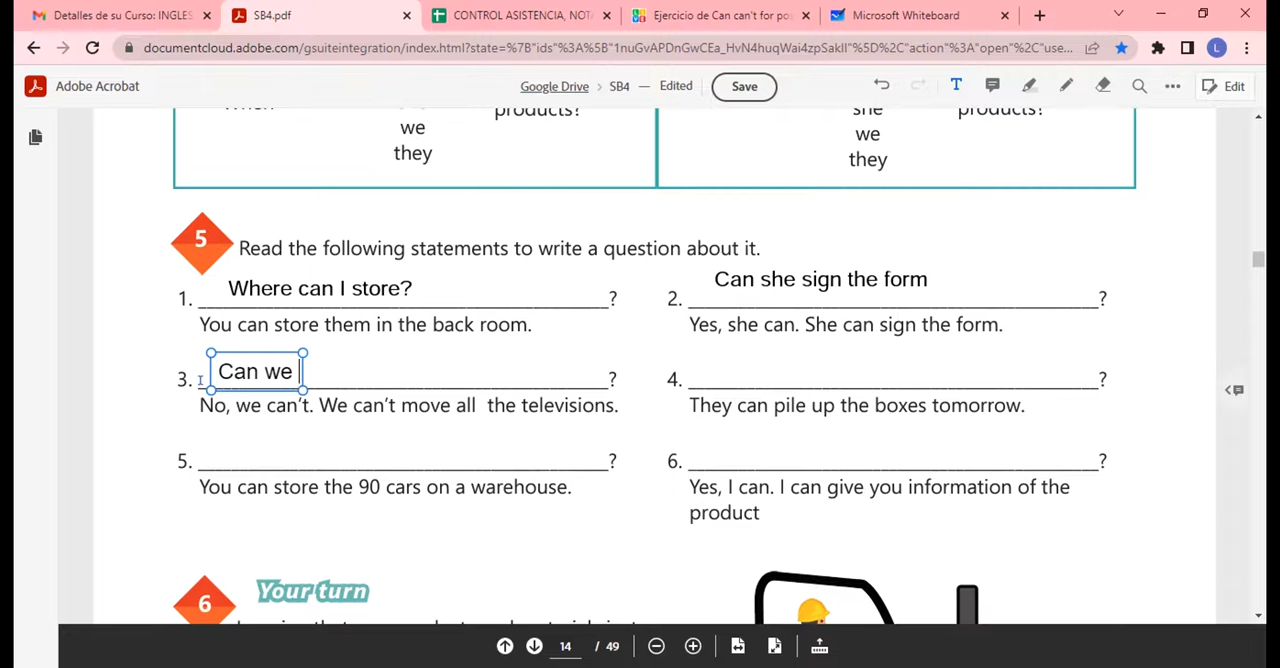 Detalles de su Curso: INGLES
SB4.pdf
CONTROL ASISTENCIA, NOT
Ejercicio de Can can't for po
Microsoft Whiteboard
documentcloud.adobe.com/gsuiteintegration/index.html?state=%7B"ids"%3A%5B"1nuGvAPDnGwCEa_HvN4huqWai4zpSakIl"%5D%2C"action"%3A"open"%2C"use...
L
Adobe Acrobat
Google Drive > SB4 — Edited
Save
T
Edit
products?
we
they
she
products?
we
they
5 Read the following statements to write a question about it.
1. Where can I store? ?
You can store them in the back room.
2. Can she sign the form ?
Yes, she can. She can sign the form.
3. Can we ?
No, we can't. We can't move all the televisions.
4. ?
They can pile up the boxes tomorrow.
5. ?
You can store the 90 cars on a warehouse.
6. ?
Yes, I can. I can give you information of the
product
6 Your turn
14 / 49